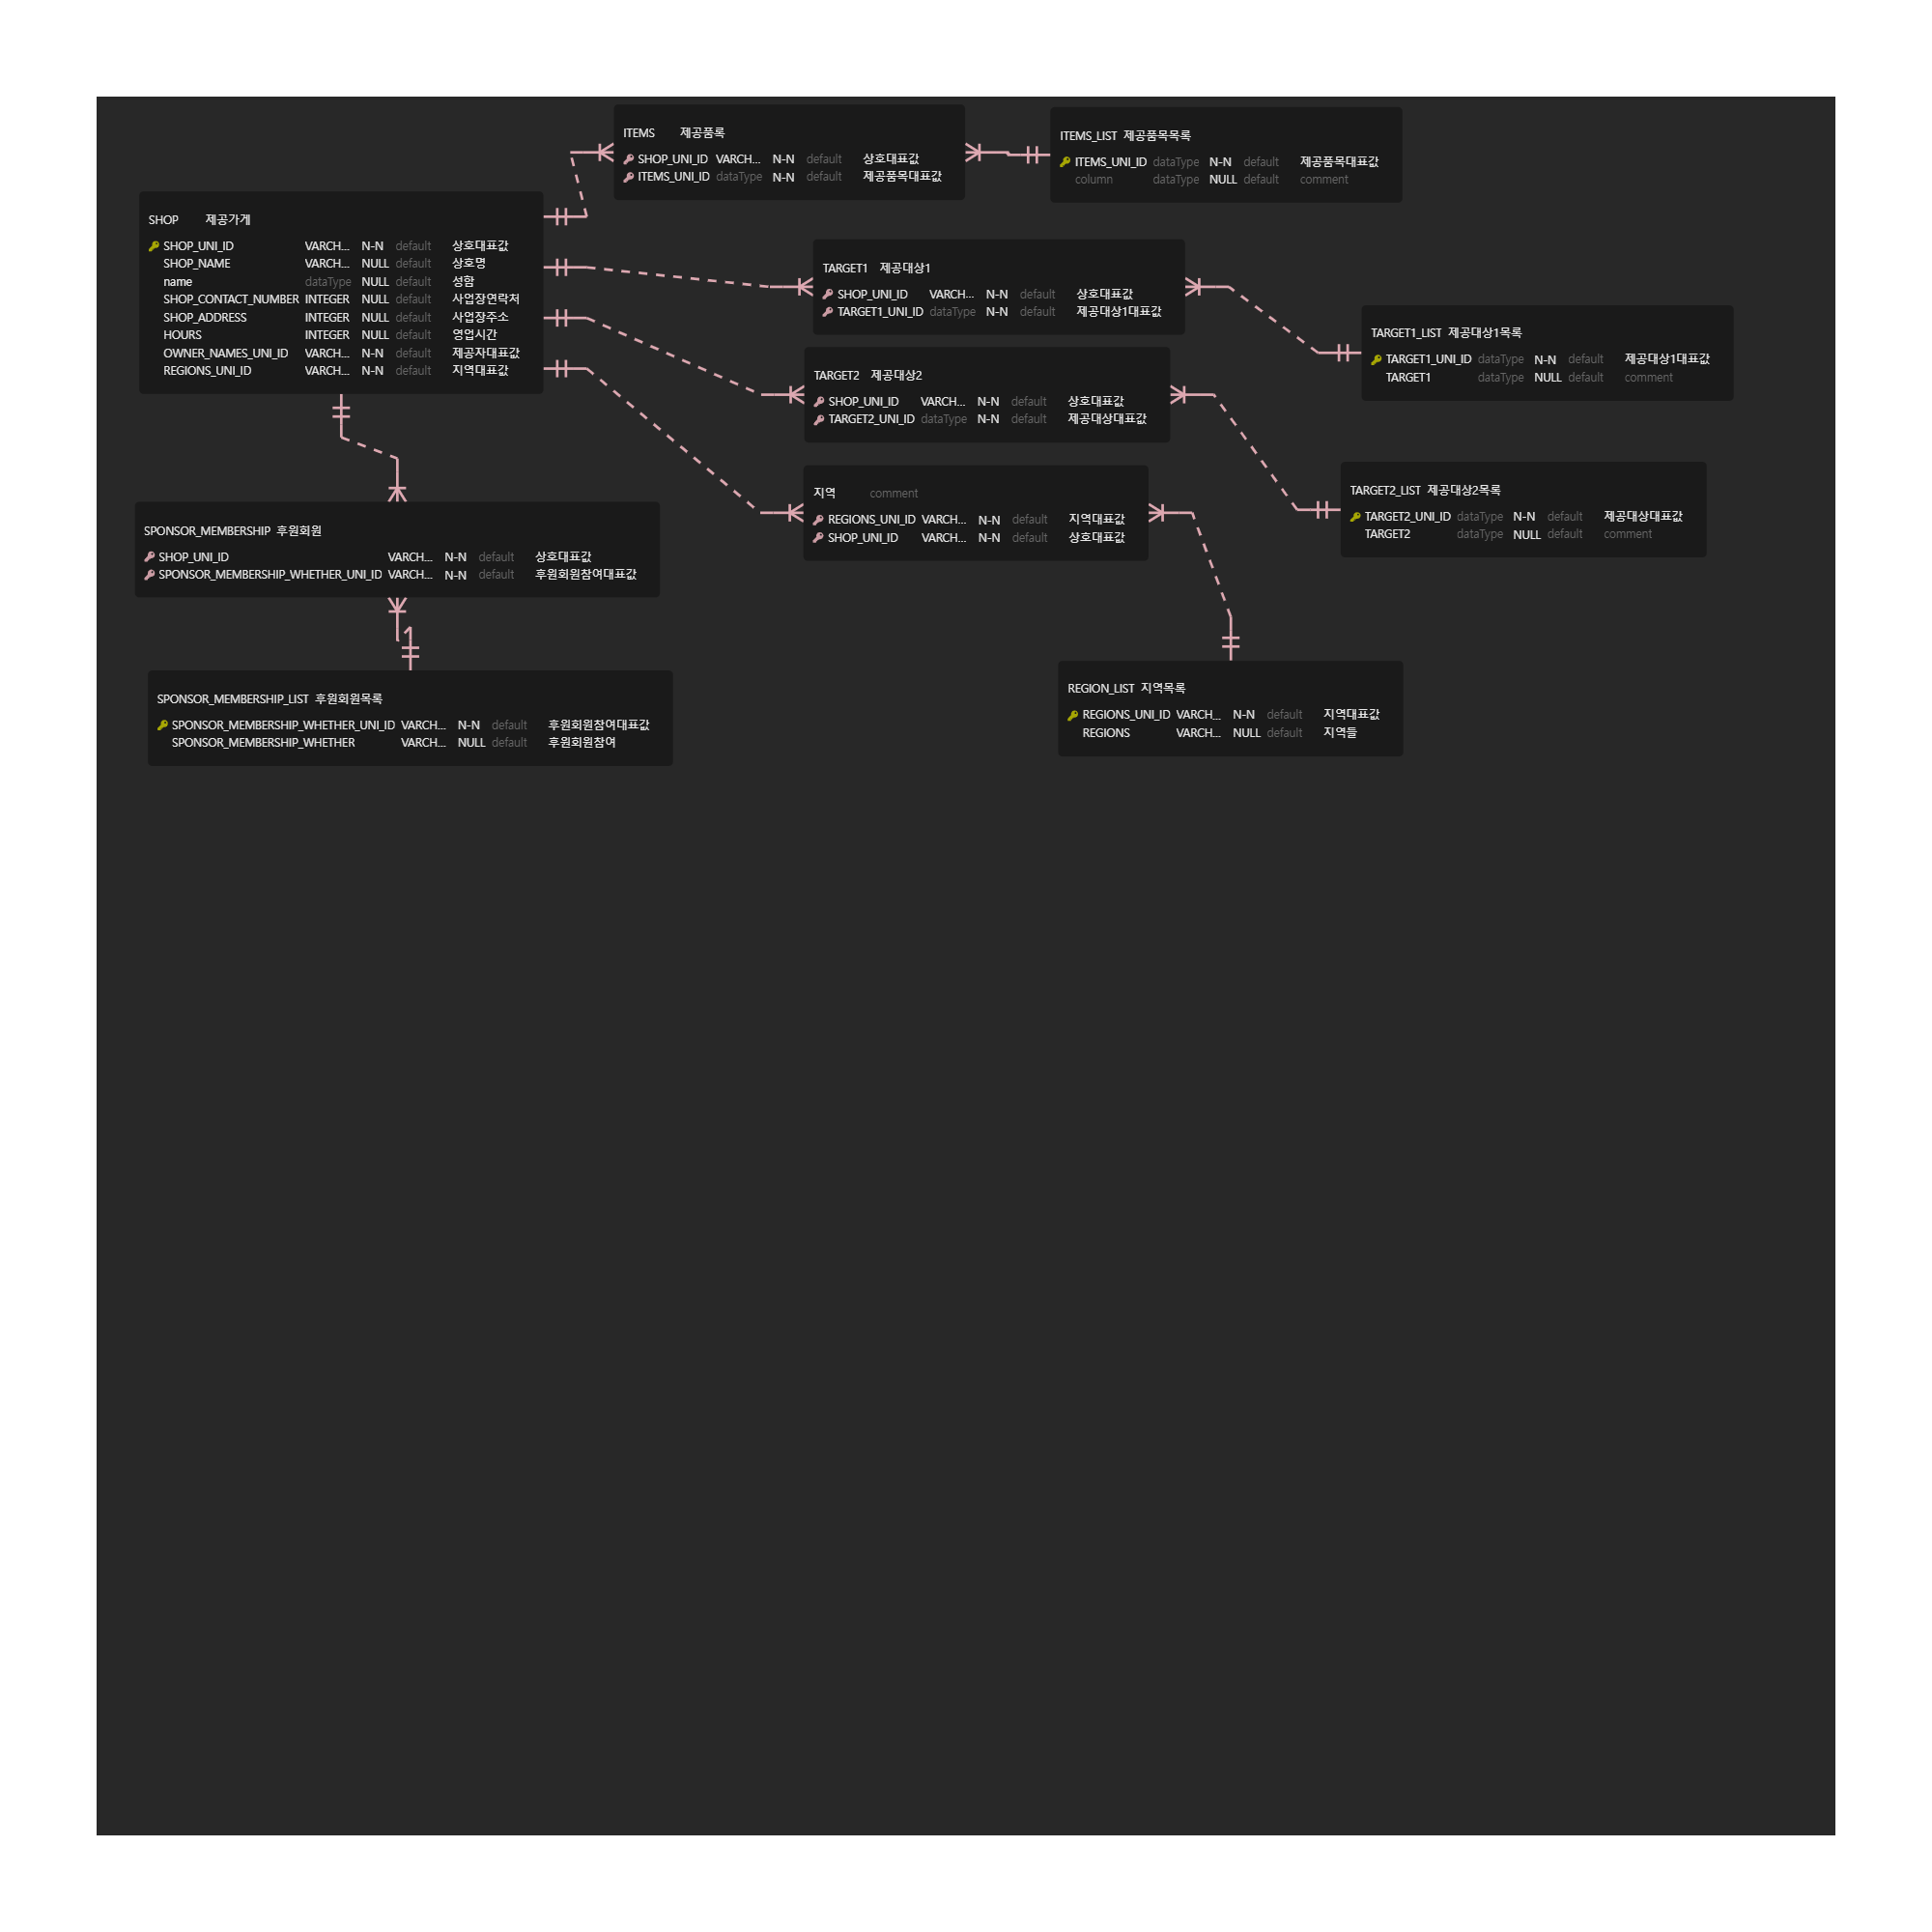 ITEMS 제공품록
SHOP_UNI_ID VARCH... N-N default 상호대표값
ITEMS_UNI_ID dataType N-N default 제공품목대표값
ITEMS_LIST 제공품목목록
ITEMS_UNI_ID dataType N-N default 제공품목대표값
column dataType NULL default comment
SHOP 제공가게
SHOP_UNI_ID VARCH... N-N default 상호대표값
SHOP_NAME VARCH... NULL default 상호명
name dataType NULL default 성함
SHOP_CONTACT_NUMBER INTEGER NULL default 사업장연락처
SHOP_ADDRESS INTEGER NULL default 사업장주소
HOURS INTEGER NULL default 영업시간
OWNER_NAMES_UNI_ID VARCH... N-N default 제공자대표값
REGIONS_UNI_ID VARCH... N-N default 지역대표값
TARGET1 제공대상1
SHOP_UNI_ID VARCH... N-N default 상호대표값
TARGET1_UNI_ID dataType N-N default 제공대상1대표값
TARGET1_LIST 제공대상1목록
TARGET1_UNI_ID dataType N-N default 제공대상1대표값
TARGET1 dataType NULL default comment
TARGET2 제공대상2
SHOP_UNI_ID VARCH... N-N default 상호대표값
TARGET2_UNI_ID dataType N-N default 제공대상대표값
TARGET2_LIST 제공대상2목록
TARGET2_UNI_ID dataType N-N default 제공대상대표값
TARGET2 dataType NULL default comment
지역 comment
REGIONS_UNI_ID VARCH... N-N default 지역대표값
SHOP_UNI_ID VARCH... N-N default 상호대표값
SPONSOR_MEMBERSHIP 후원회원
SHOP_UNI_ID VARCH... N-N default 상호대표값
SPONSOR_MEMBERSHIP_WHETHER_UNI_ID VARCH... N-N default 후원회원참여대표값
SPONSOR_MEMBERSHIP_LIST 후원회원목록
SPONSOR_MEMBERSHIP_WHETHER_UNI_ID VARCH... N-N default 후원회원참여대표값
SPONSOR_MEMBERSHIP_WHETHER VARCH... NULL default 후원회원참여
REGION_LIST 지역목록
REGIONS_UNI_ID VARCH... N-N default 지역대표값
REGIONS VARCH... NULL default 지역들